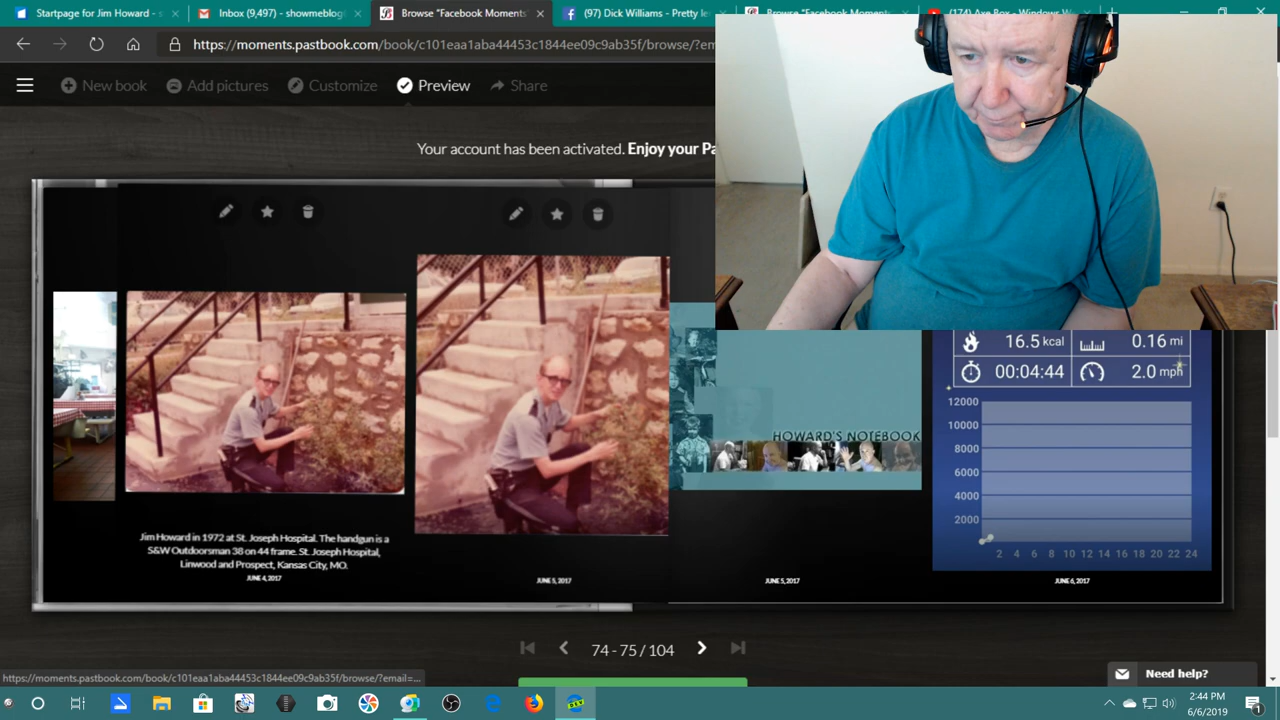 Startpage for Jim Howard - s
Inbox (9,497) - showmeblog
Browse "Facebook Moments
(97) Dick Williams - Pretty le
Browse "Facebook Moments
(174) Axe Box - Windows W
https://moments.pastbook.com/book/c101eaa1aba44453c1844ee09c9ab35f/browse/?em
New book
Add pictures
Customize
Preview
Share
Your account has been activated. Enjoy your Pa
16.5 kcal
0.16 mi
00:04:44
2.0 mph
12000
10000
8000
6000
4000
2000
2 4 6 8 10 12 14 16 18 20 22 24
HOWARD'S NOTEBOOK
Jim Howard in 1972 at St. Joseph Hospital. The handgun is a
S&W Outdoorsman 38 on 44 frame. St. Joseph Hospital,
Linwood and Prospect, Kansas City, MO.
JUNE 4, 2017
JUNE 5, 2017
JUNE 5, 2017
JUNE 6, 2017
74 - 75 / 104
Need help?
https://moments.pastbook.com/book/c101eaa1aba44453c1844ee09c9ab35f/browse/?email=...
2:44 PM
6/6/2019
1